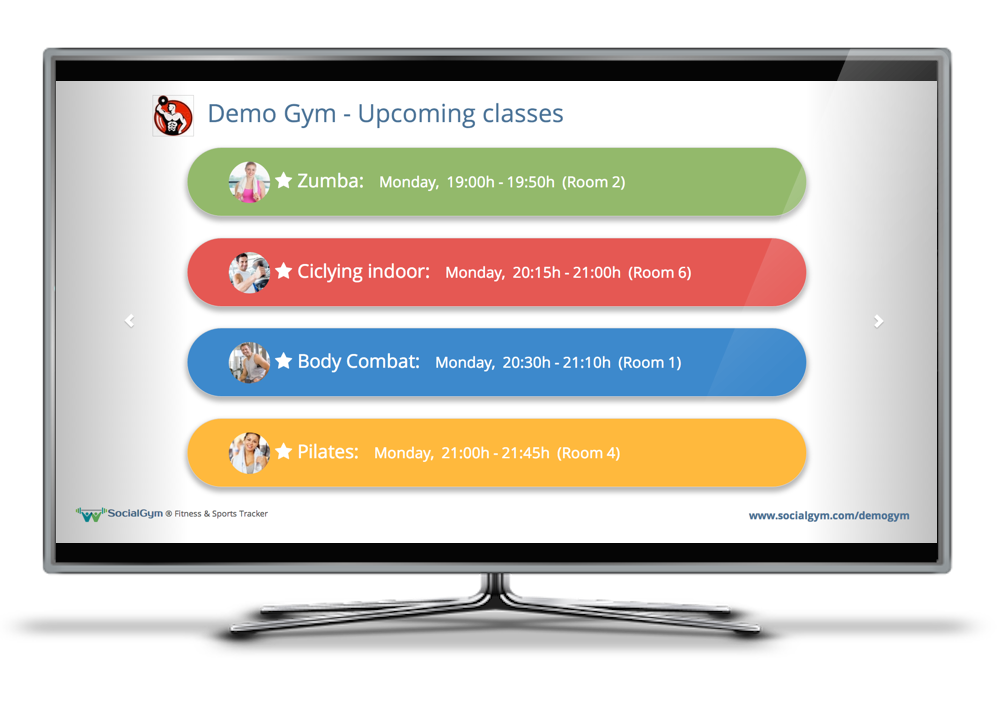 Demo Gym - Upcoming classes
Zumba: Monday, 19:00h - 19:50h (Room 2)
Ciclying indoor: Monday, 20:15h - 21:00h (Room 6)
Body Combat: Monday, 20:30h - 21:10h (Room 1)
Pilates: Monday, 21:00h - 21:45h (Room 4)
SocialGym ® Fitness & Sports Tracker
www.socialgym.com/demogym